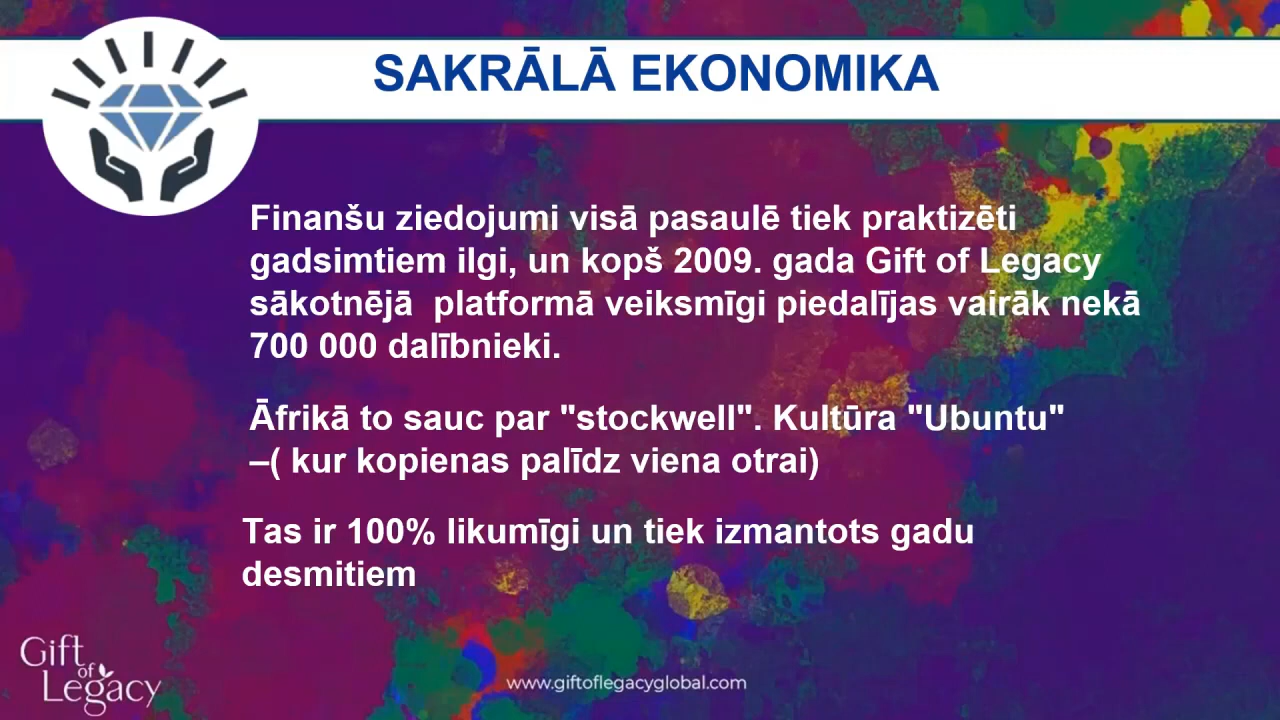 SAKRĀLĀ EKONOMIKA
Finanšu ziedojumi visā pasaulē tiek praktizēti
gadsimtiem ilgi, un kopš 2009. gada Gift of Legacy
sākotnējā  platformā veiksmīgi piedalījas vairāk nekā
700 000 dalībnieki.
Āfrikā to sauc par "stockwell". Kultūra "Ubuntu"
–( kur kopienas palīdz viena otrai)
Tas ir 100% likumīgi un tiek izmantots gadu
desmitiem
Gift
of
Legacy
www.giftoflegacyglobal.com